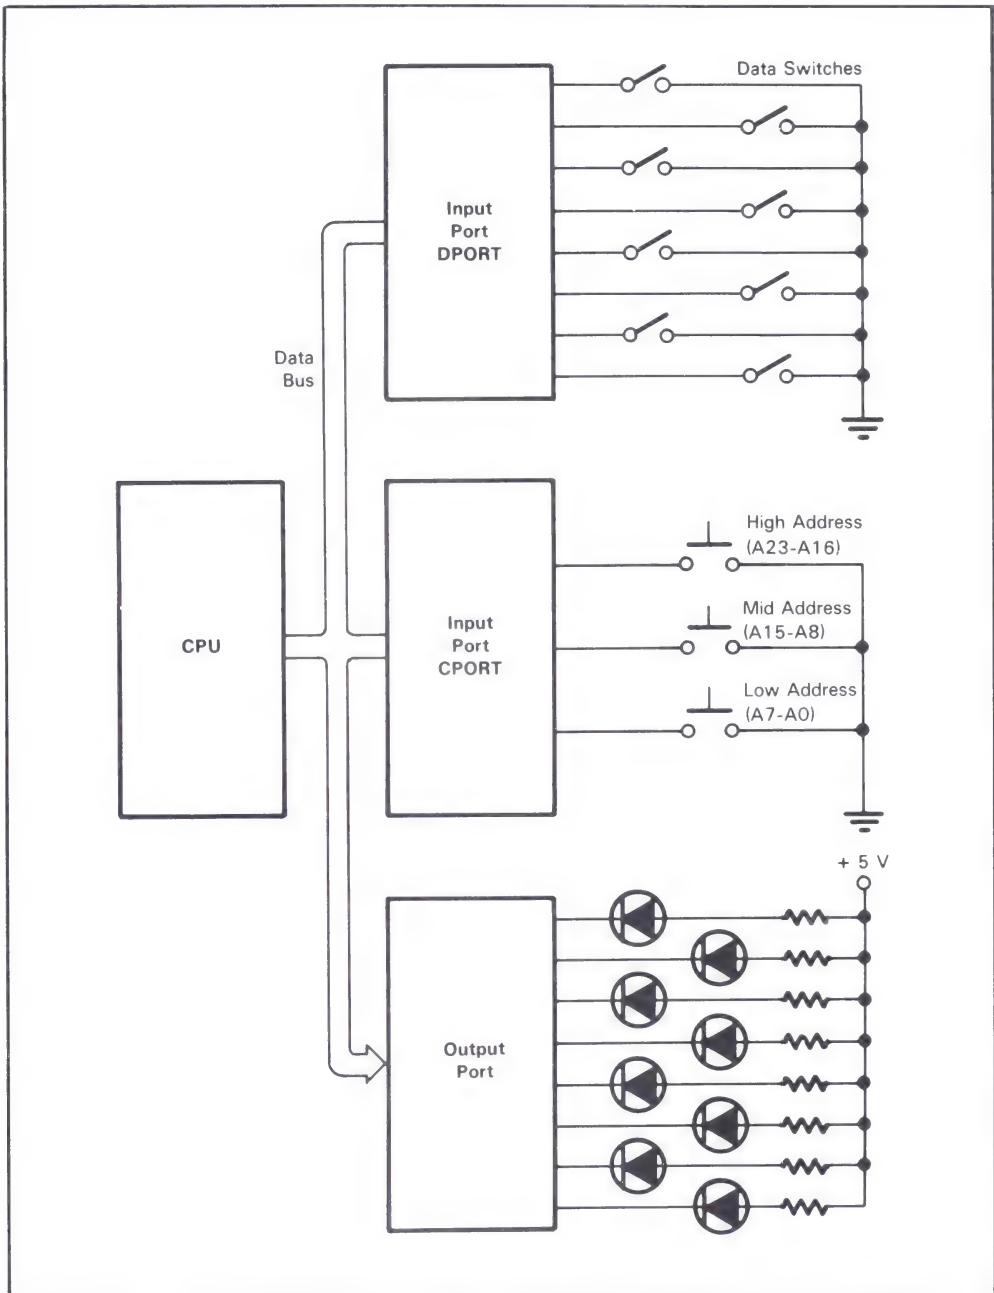 Data Switches
Input
Port
DPORT
Data
Bus
High Address
(A23-A16)
Mid Address
(A15-A8)
Low Address
(A7-A0)
CPU
Input
Port
CPORT
+ 5 V
Output
Port